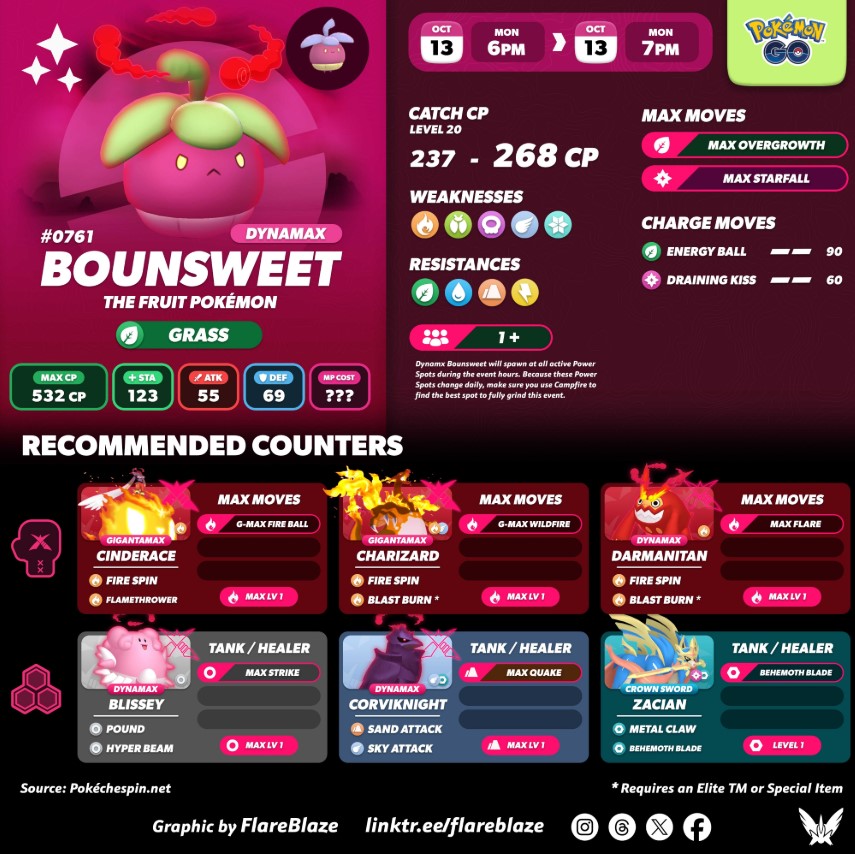 OCT
13
MON
6PM
OCT
13
MON
7PM
POKÉMON
GO
#0761
DYNAMAX
BOUNSWEET
THE FRUIT POKÉMON
GRASS
MAX CP
532 CP
+ STA
123
ATK
55
DEF
69
MP COST
???
CATCH CP
LEVEL 20
237 - 268 CP
WEAKNESSES
RESISTANCES
1 +
Dynamx Bounsweet will spawn at all active Power
Spots during the event hours. Because these Power
Spots change daily, make sure you use Campfire to
find the best spot to fully grind this event.
MAX MOVES
MAX OVERGROWTH
MAX STARFALL
CHARGE MOVES
ENERGY BALL 90
DRAINING KISS 60
RECOMMENDED COUNTERS
GIGANTAMAX
CINDERACE
FIRE SPIN
FLAMETHROWER
MAX MOVES
G-MAX FIRE BALL
MAX LV 1
GIGANTAMAX
CHARIZARD
FIRE SPIN
BLAST BURN *
MAX MOVES
G-MAX WILDFIRE
MAX LV 1
DYNAMAX
DARMANITAN
FIRE SPIN
BLAST BURN *
MAX MOVES
MAX FLARE
MAX LV 1
DYNAMAX
BLISSEY
POUND
HYPER BEAM
TANK / HEALER
MAX STRIKE
MAX LV 1
DYNAMAX
CORVIKNIGHT
SAND ATTACK
SKY ATTACK
TANK / HEALER
MAX QUAKE
MAX LV 1
CROWN SWORD
ZACIAN
METAL CLAW
BEHEMOTH BLADE
TANK / HEALER
BEHEMOTH BLADE
LEVEL 1
Source: Pokéchespin.net
* Requires an Elite TM or Special Item
Graphic by FlareBlaze
linktr.ee/flareblaze